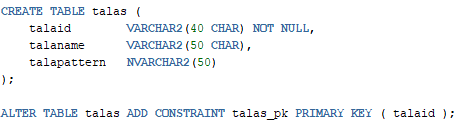 CREATE TABLE talas (
    talaid        VARCHAR2(40 CHAR) NOT NULL,
    talaname      VARCHAR2(50 CHAR),
    talapattern   NVARCHAR2(50)
);
ALTER TABLE talas ADD CONSTRAINT talas_pk PRIMARY KEY ( talaid );